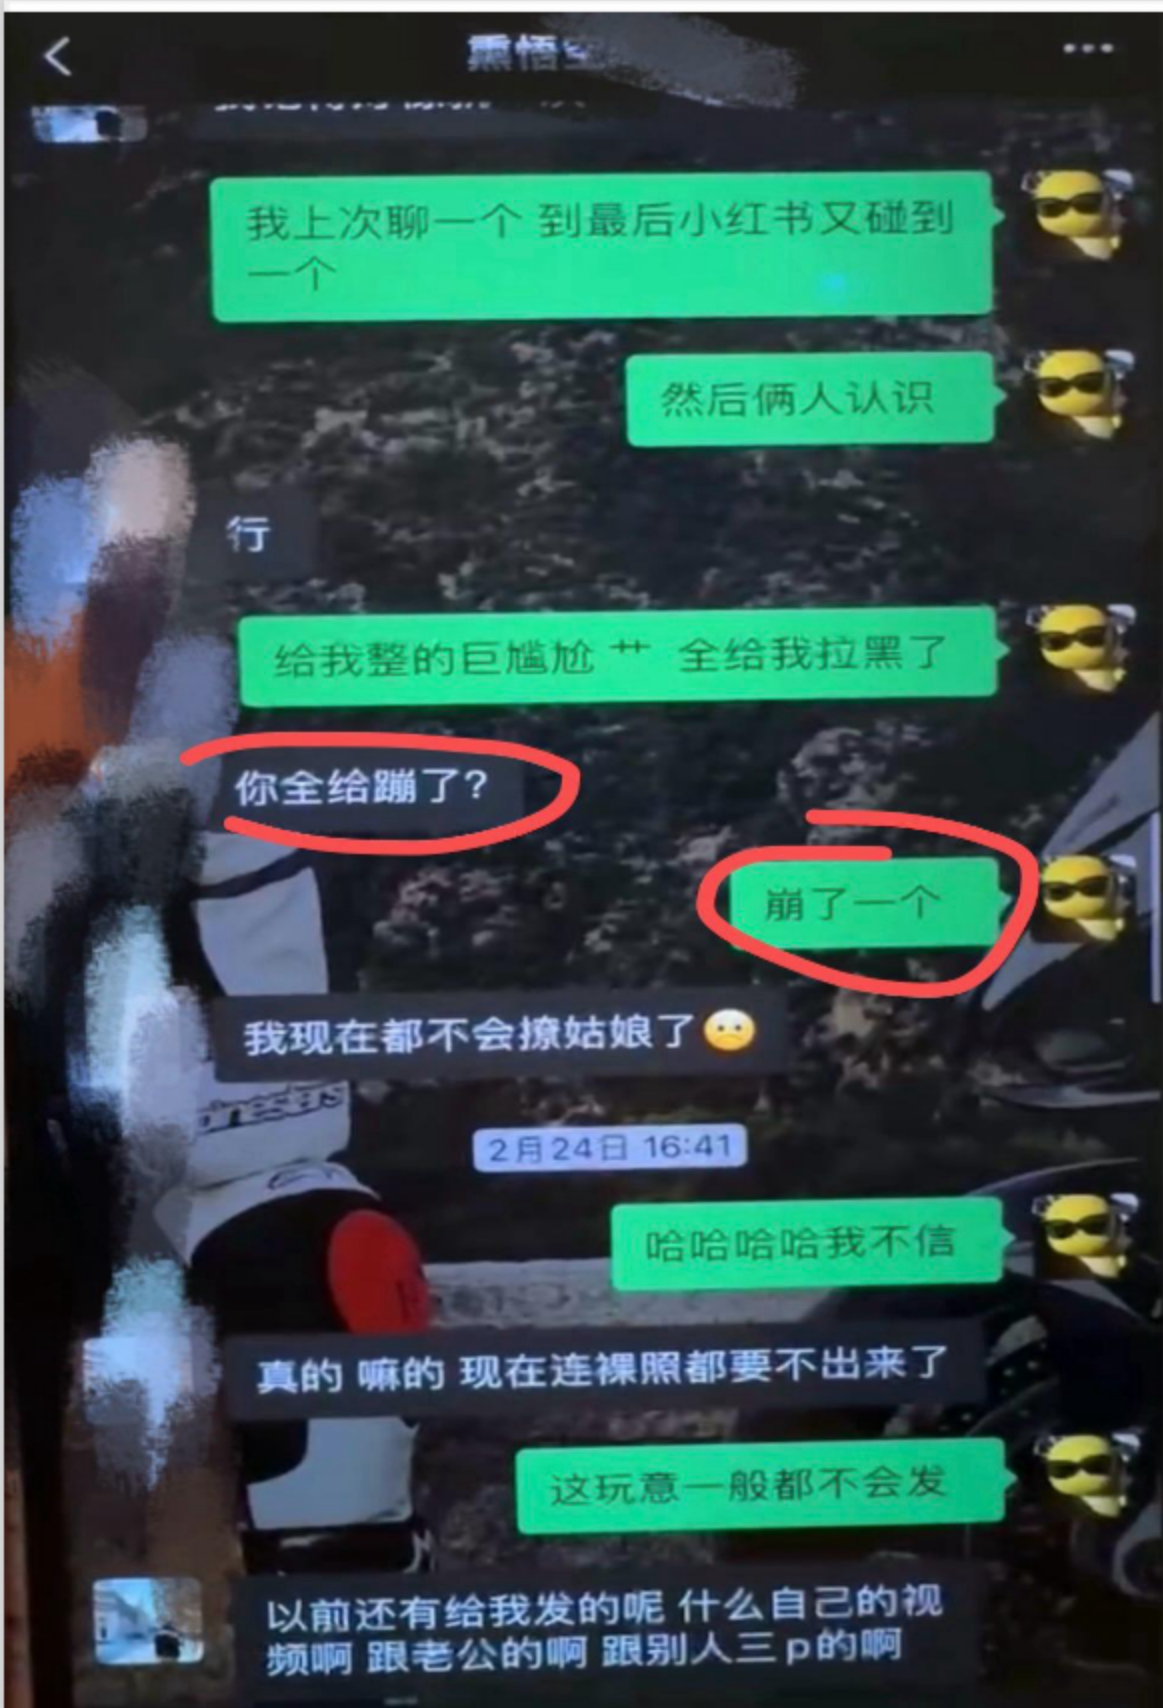 熏悟
我上次聊一个 到最后小红书又碰到
一个
然后俩人认识
行
给我整的巨尴尬 艹 全给我拉黑了
你全给蹦了?
崩了一个
我现在都不会撩姑娘了🙁
2月24日 16:41
哈哈哈哈我不信
真的 嘛的 现在连裸照都要不出来了
这玩意一般都不会发
以前还有给我发的呢 什么自己的视
频啊 跟老公的啊 跟别人三p的啊